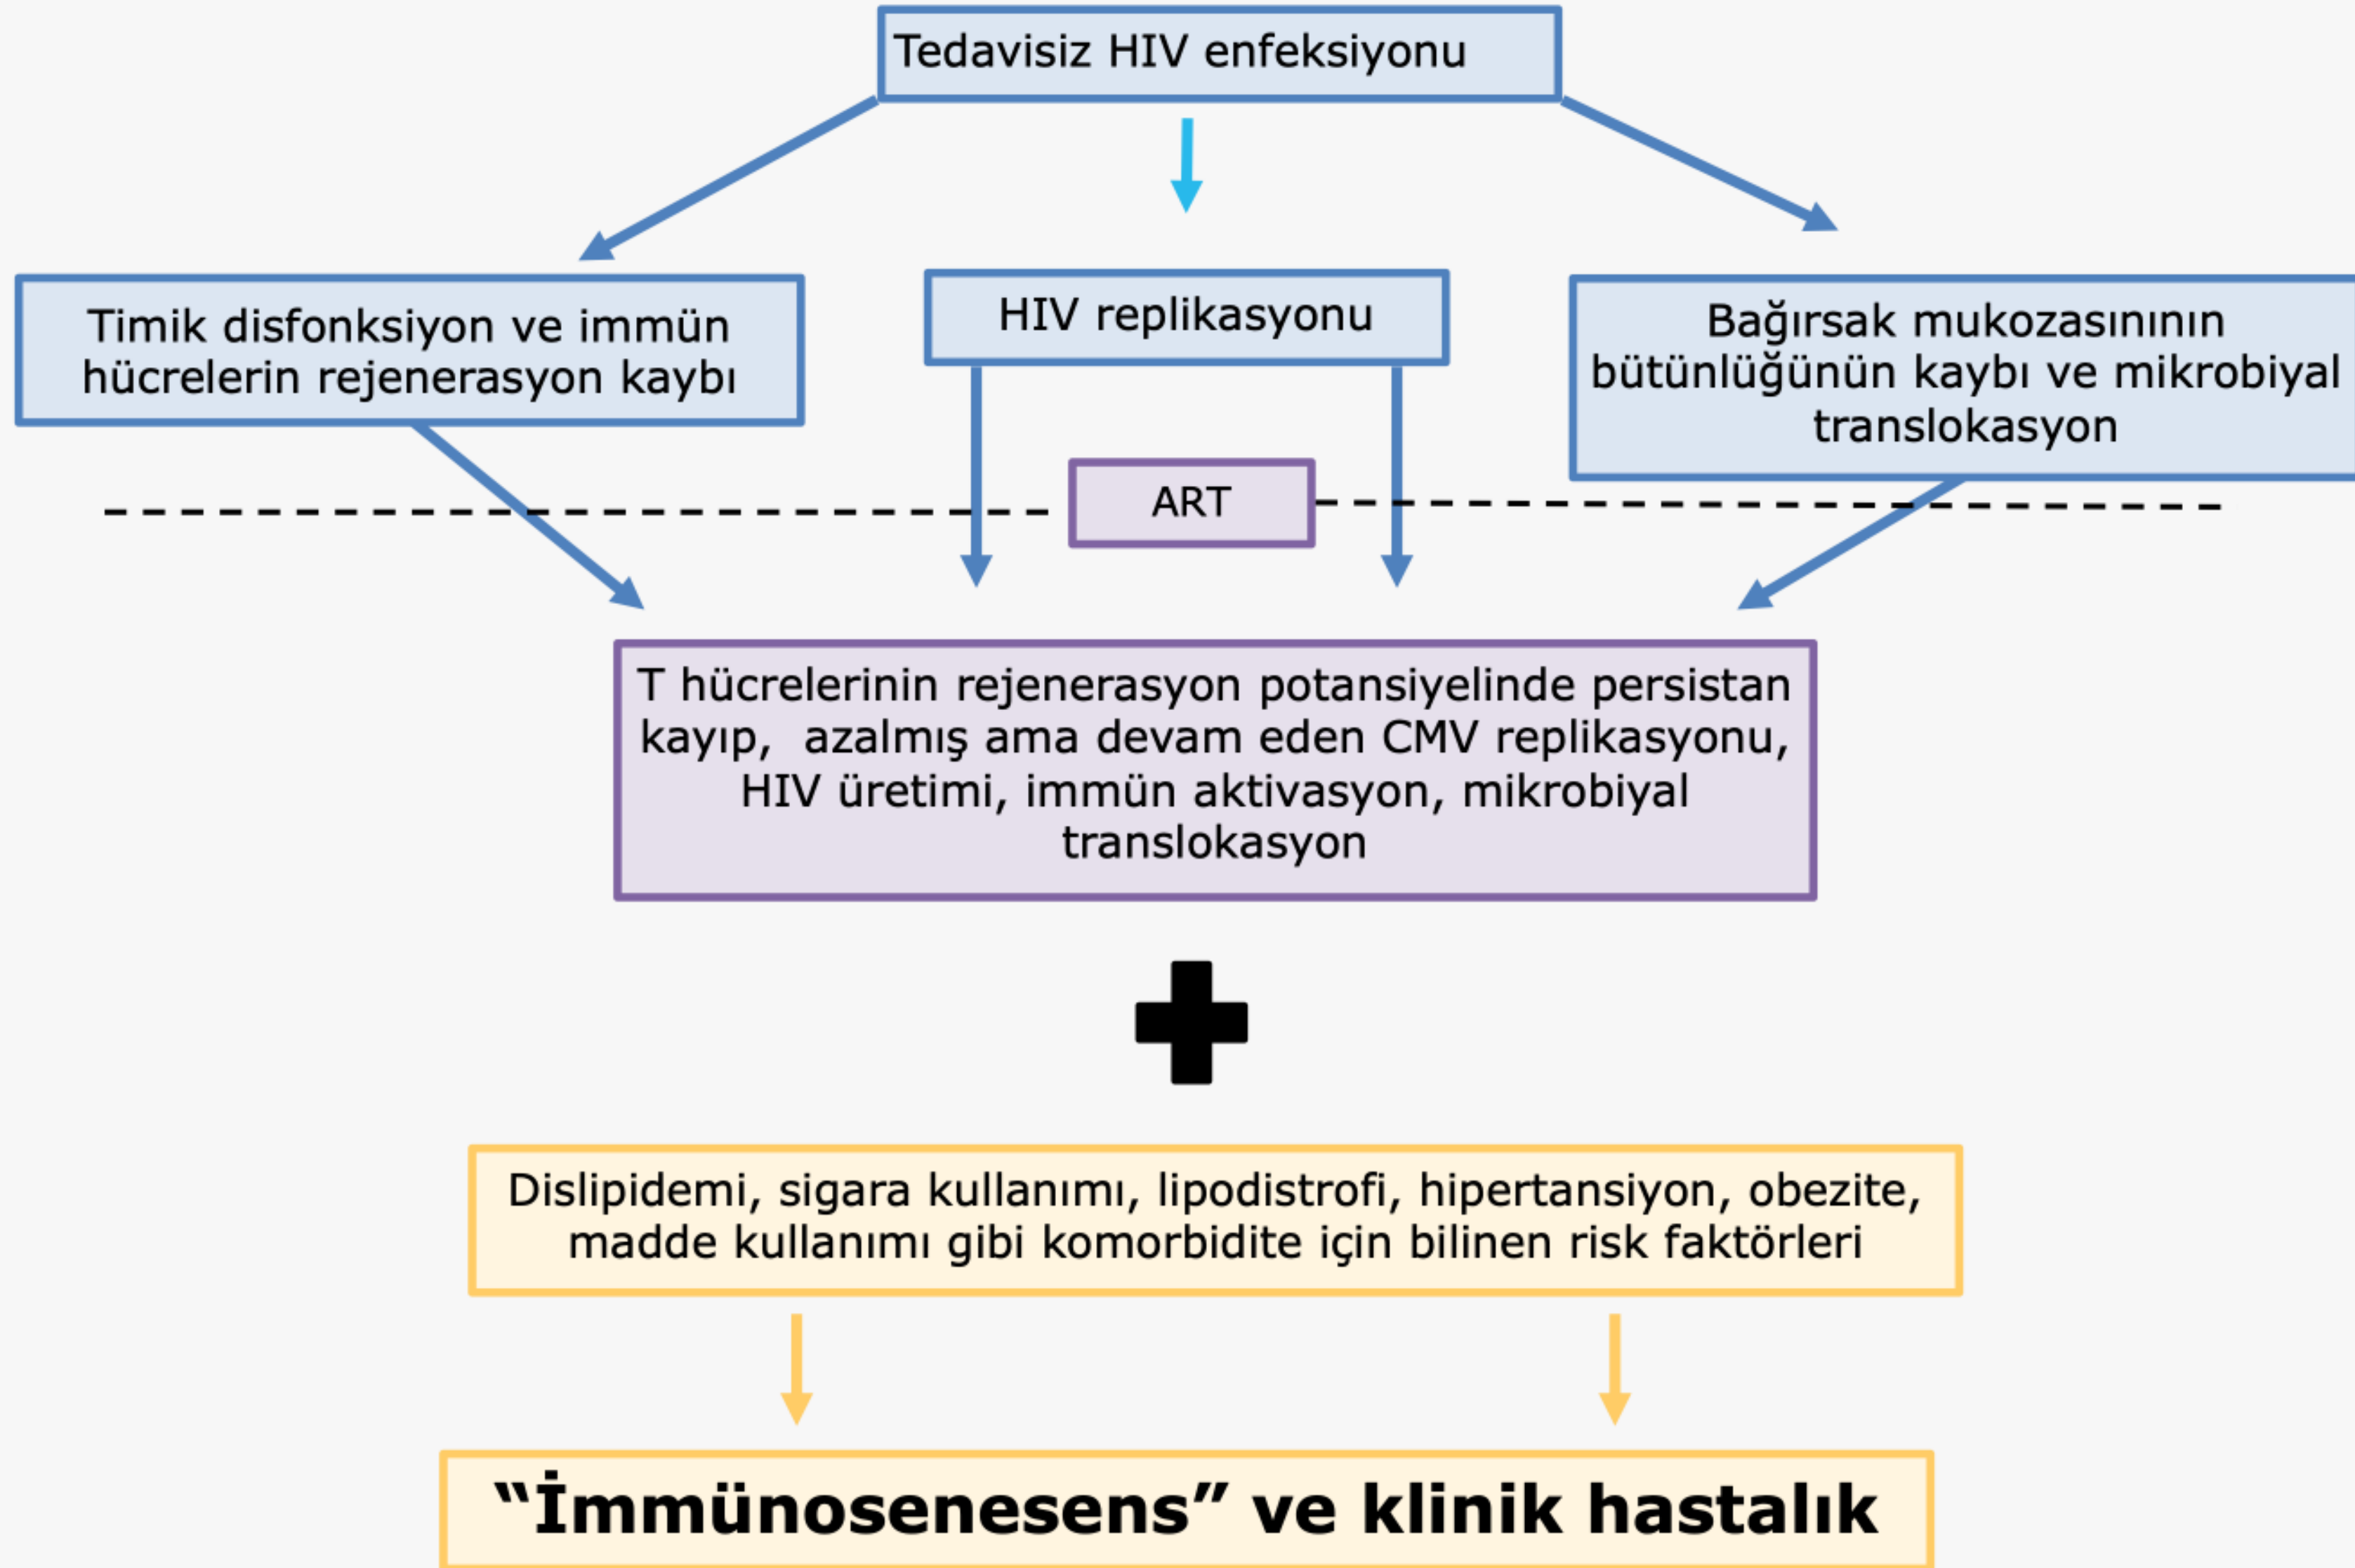 Tedavisiz HIV enfeksiyonu
Timik disfonksiyon ve immün
hücrelerin rejenerasyon kaybı
HIV replikasyonu
Bağırsak mukozasınının
bütünlüğünün kaybı ve mikrobiyal
translokasyon
ART
T hücrelerinin rejenerasyon potansiyelinde persistan
kayıp, azalmış ama devam eden CMV replikasyonu,
HIV üretimi, immün aktivasyon, mikrobiyal
translokasyon
Dislipidemi, sigara kullanımı, lipodistrofi, hipertansiyon, obezite,
madde kullanımı gibi komorbidite için bilinen risk faktörleri
“İmmünosenesens” ve klinik hastalık